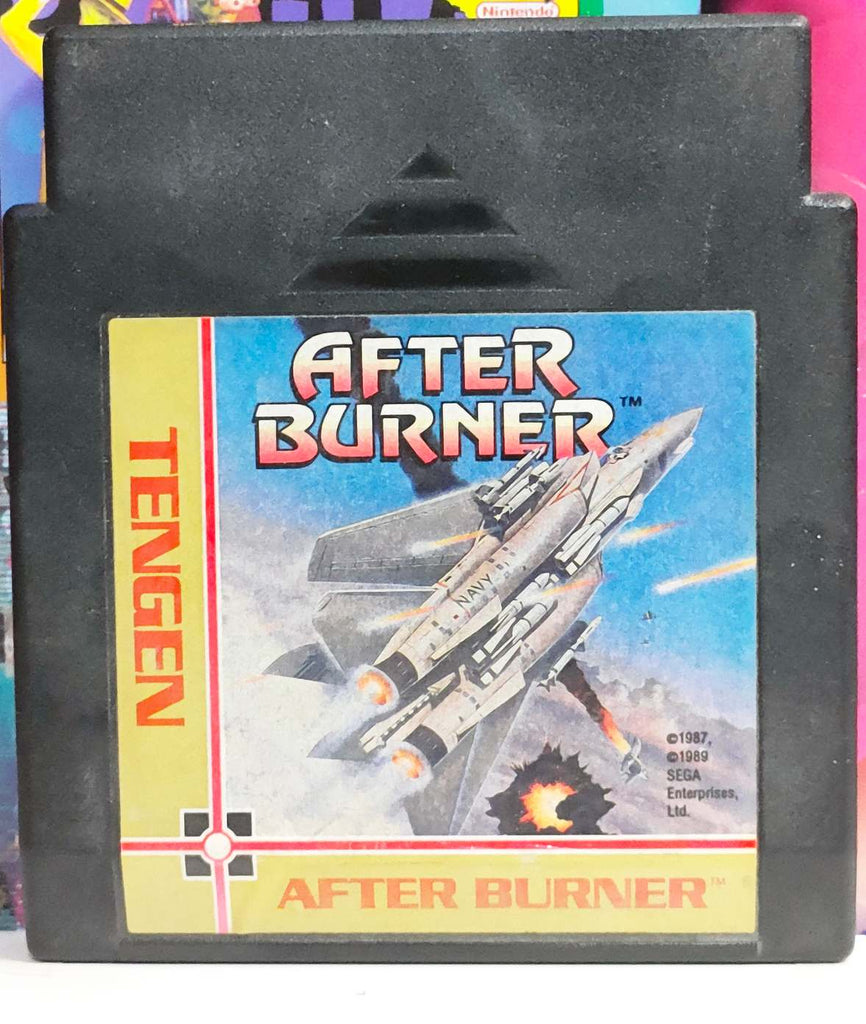 Nintendo
AFTER
BURNER™
TENGEN
NAVY
©1987,
©1989
SEGA
Enterprises,
Ltd.
AFTER BURNER™